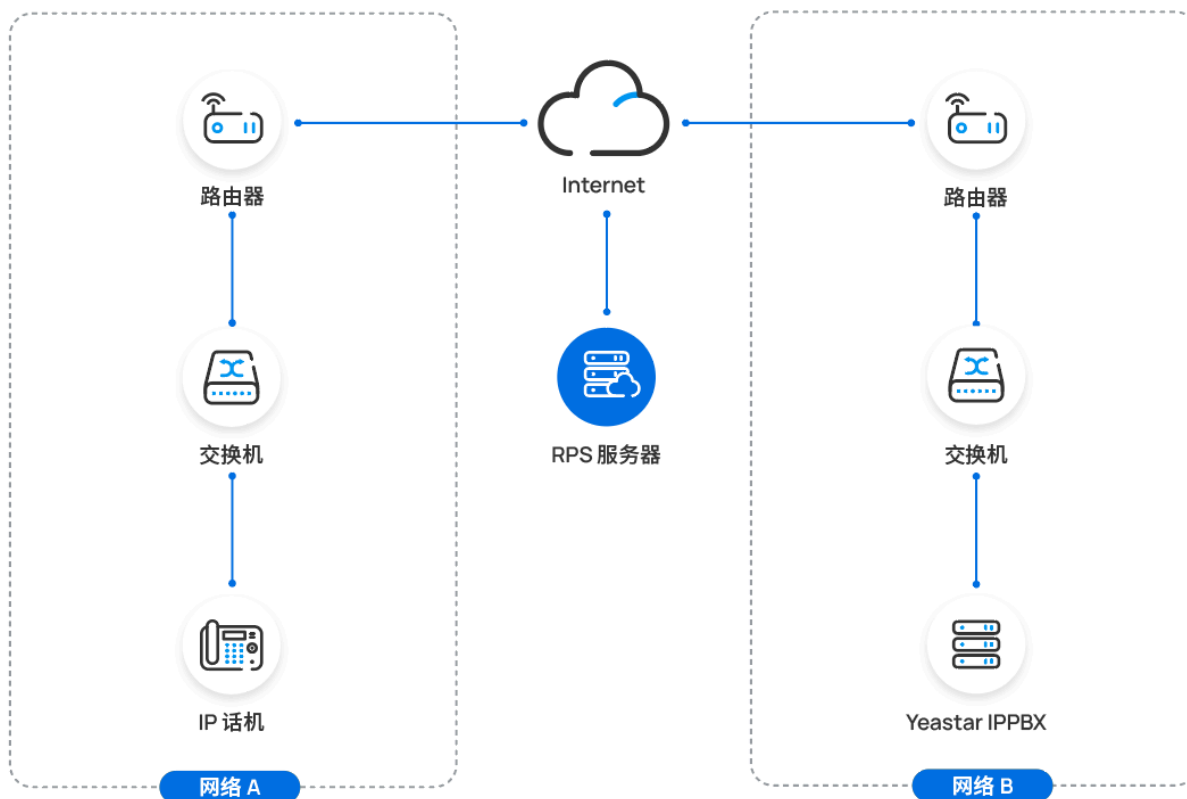 路由器
Internet
路由器
交换机
RPS 服务器
交换机
IP 话机
Yeastar IPPBX
网络 A
网络 B